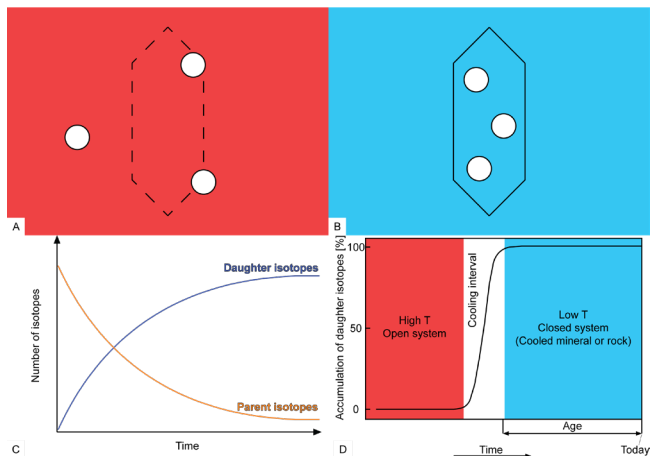 A
B
Number of isotopes
Daughter isotopes
Parent isotopes
Time
C
Accumulation of daughter isotopes [%]
100
50
0
High T
Open system
Cooling interval
Low T
Closed system
(Cooled mineral or rock)
Age
Time
Today
D